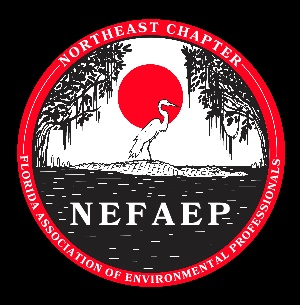 NORTHEAST CHAPTER
NEFAEP
FLORIDA ASSOCIATION OF ENVIRONMENTAL PROFESSIONALS